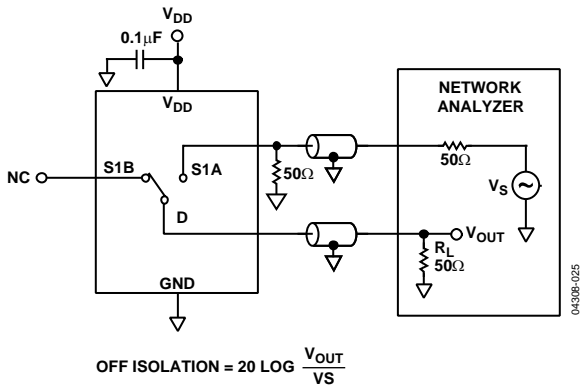 V_DD
0.1μF
V_DD
NETWORK
ANALYZER
S1B
S1A
NC
50Ω
50Ω
V_S
D
V_OUT
R_L
50Ω
GND
04308-025
OFF ISOLATION = 20 LOG V_OUT / VS